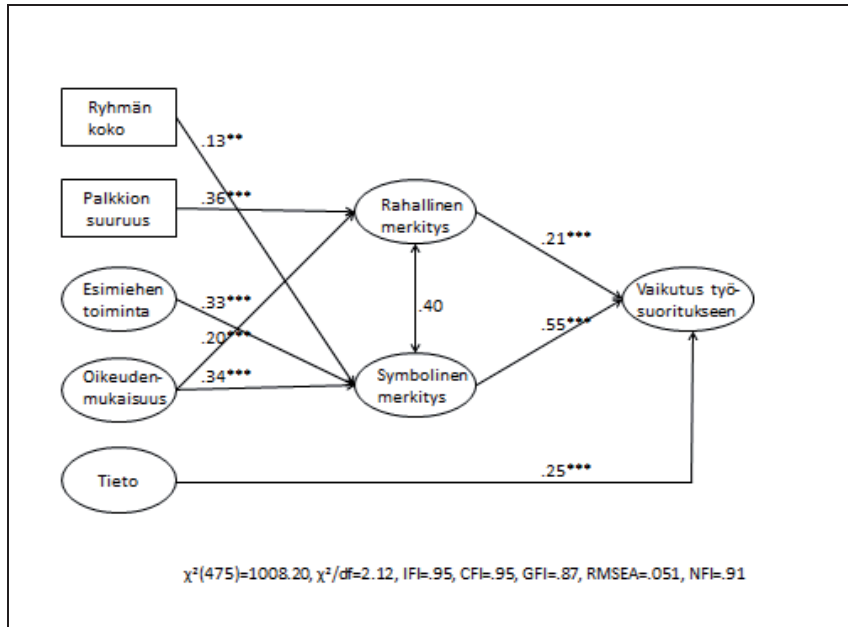 Ryhmän
koko
.13**
Palkkion
suuruus
.36***
Rahallinen
merkitys
.21***
Esimiehen
toiminta
.33***
.40
Vaikutus työ-
suoritukseen
.20***
.55***
Oikeuden-
mukaisuus
.34***
Symbolinen
merkitys
Tieto
.25***
χ²(475)=1008.20, χ²/df=2.12, IFI=.95, CFI=.95, GFI=.87, RMSEA=.051, NFI=.91